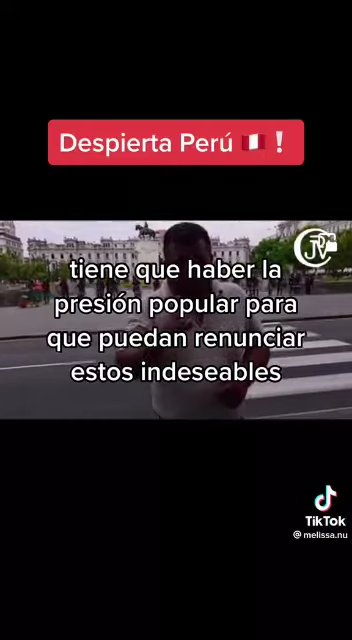 Despierta Perú 🇵🇪❗
tiene que haber la
presión popular para
que puedan renunciar
estos indeseables
TikTok
@melissa.nu